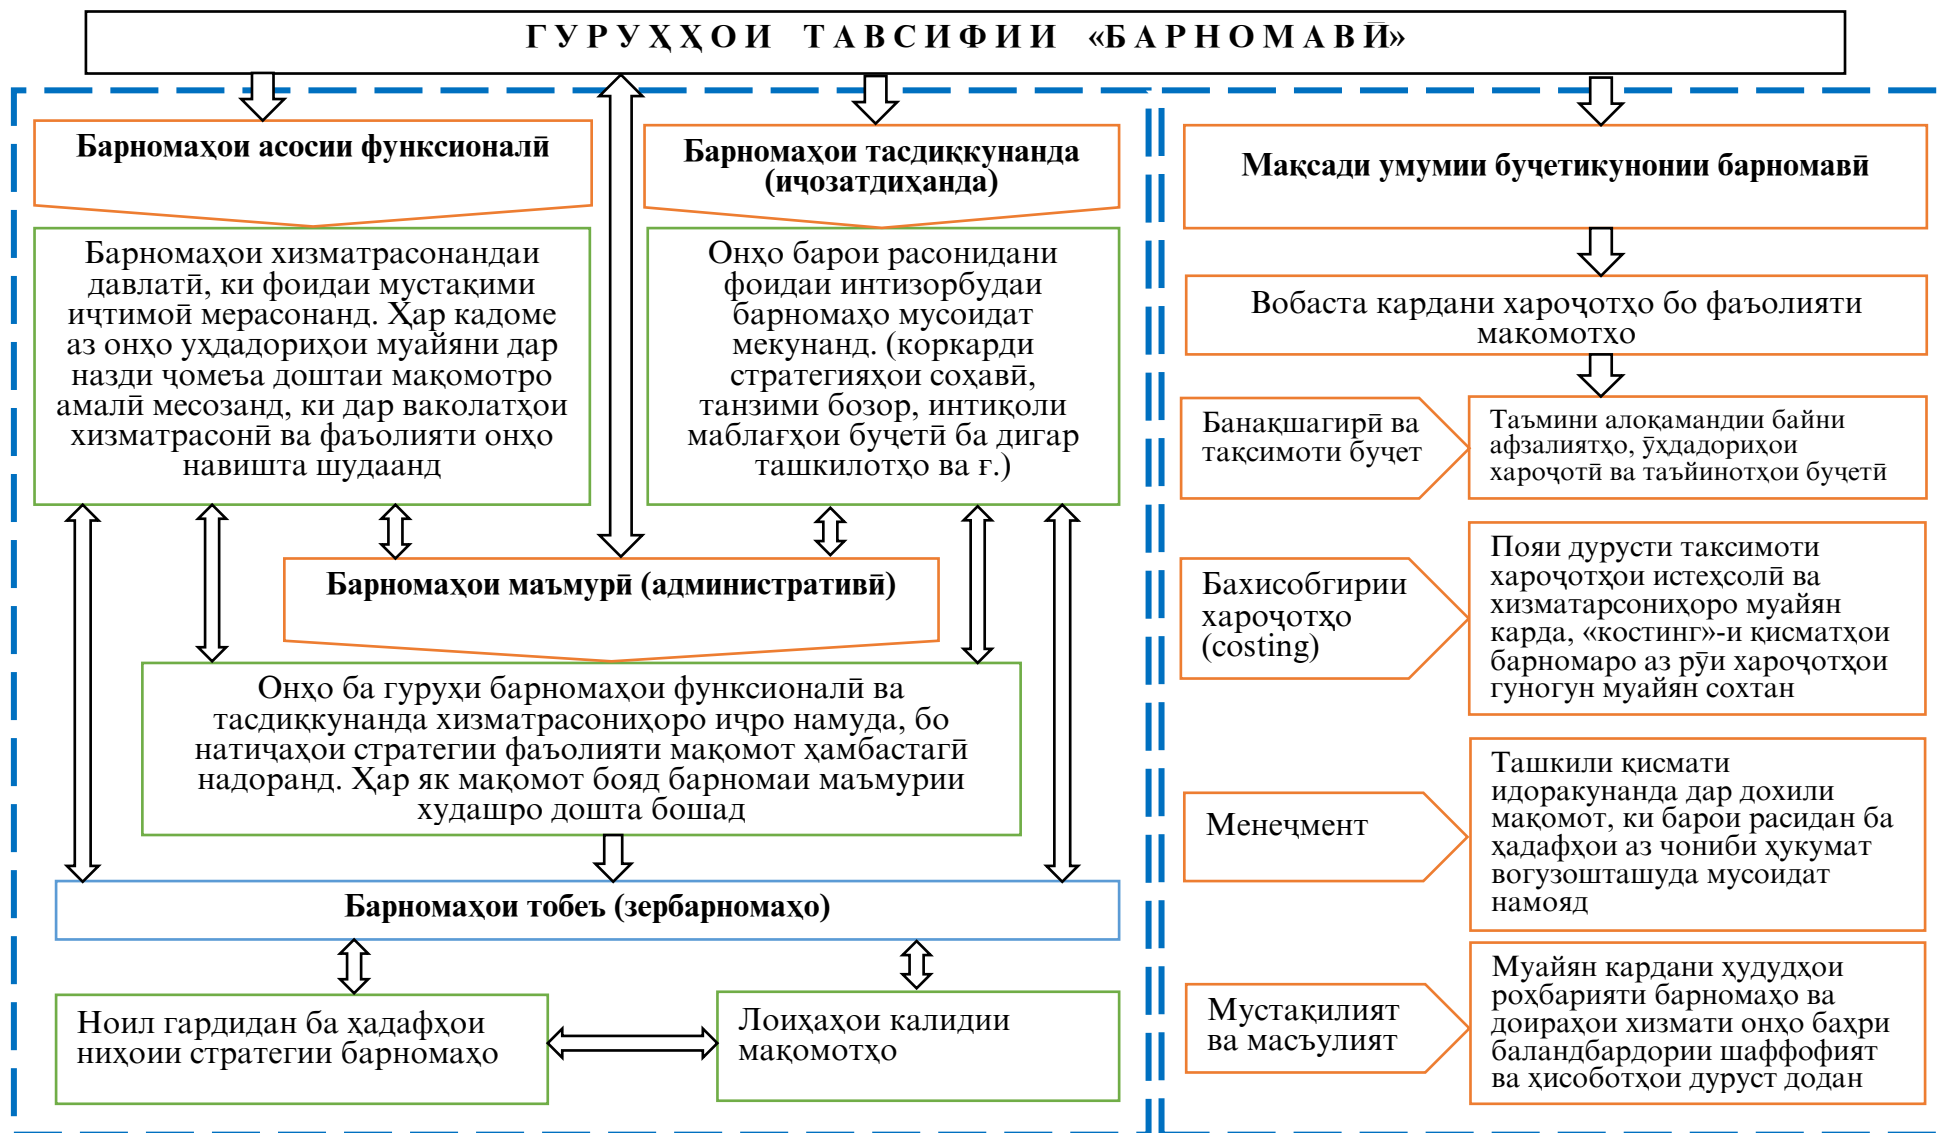 ГУРУҲҲОИ ТАВСИФИИ «БАРНОМАВӢ»
Барномаҳои асосии функсионалӣ
Барномаҳои хизматрасонандаи
давлатӣ, ки фоидаи мустақими
иҷтимоӣ мерасонанд. Ҳар кадоме
аз онҳо уҳдадориҳои муайяни дар
назди ҷомеъа доштаи мақомотро
амалӣ месозанд, ки дар ваколатҳои
хизматрасонӣ ва фаъолияти онҳо
навишта шудаанд
Барномаҳои тасдиққунанда
(иҷозатдиҳанда)
Онҳо барои расонидани
фоидаи интизорбудаи
барномаҳо мусоидат
мекунанд. (коркарди
стратегияҳои соҳавӣ,
танзими бозор, интиқоли
маблағҳои буҷетӣ ба дигар
ташкилотҳо ва ғ.)
Барномаҳои маъмурӣ (административӣ)
Онҳо ба гуруҳи барномаҳои функсионалӣ ва
тасдиққунанда хизматрасониҳоро иҷро намуда, бо
натиҷаҳои стратегии фаъолияти мақомот ҳамбастагӣ
надоранд. Ҳар як мақомот бояд барномаи маъмурии
худашро дошта бошад
Барномаҳои тобеъ (зербарномаҳо)
Ноил гардидан ба ҳадафҳои
ниҳоии стратегии барномаҳо
Лоиҳаҳои калидии
мақомотҳо
Мақсади умумии буҷетикунонии барномавӣ
Вобаста кардани хароҷотҳо бо фаъолияти
мақомотҳо
Банақшагирӣ ва
тақсимоти буҷет
Таъмини алоқамандии байни
афзалиятҳо, ӯҳдадориҳои
хароҷотӣ ва таъйинотҳои буҷетӣ
Бахисобгирии
хароҷотҳо
(costing)
Пояи дурусти таксимоти
хароҷотҳои истеҳсолӣ ва
хизматарсониҳоро муайян
карда, «костинг»-и қисматҳои
барномаро аз рӯи хароҷотҳои
гуногун муайян сохтан
Менеҷмент
Ташкили қисмати
идоракунанда дар дохили
мақомот, ки барои расидан ба
ҳадафҳои аз чониби ҳукумат
вогузошташуда мусоидат
намояд
Мустақилият
ва масъулият
Муайян кардани ҳудудҳои
роҳбарияти барномаҳо ва
доираҳои хизмати онҳо баҳри
баландбардории шаффофият
ва ҳисоботҳои дуруст додан